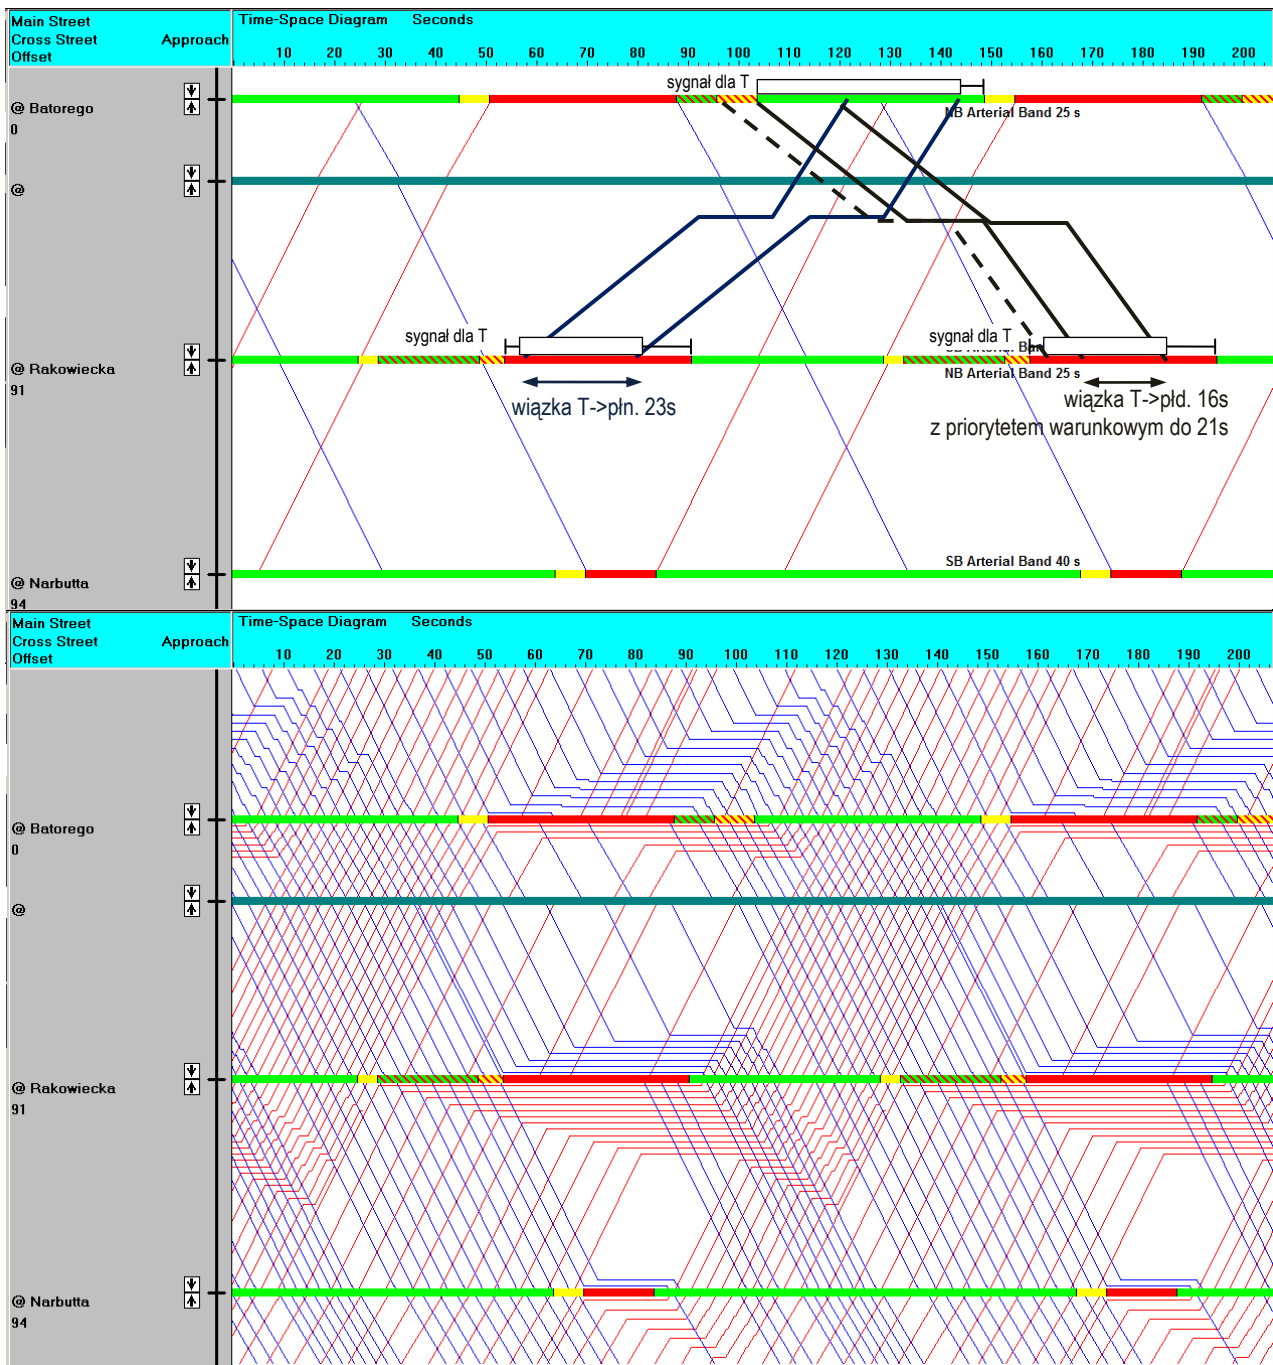 Main Street Time-Space Diagram Seconds
Cross Street Approach
Offset 10 20 30 40 50 60 70 80 90 100 110 120 130 140 150 160 170 180 190 200
sygnał dla T
@ Batorego
NB Arterial Band 25 s
0
@
sygnał dla T sygnał dla T
@ Rakowiecka
NB Arterial Band 25 s
91
wiązka T->płn. 23s wiązka T->płd. 16s
z priorytetem warunkowym do 21s
SB Arterial Band 40 s
@ Narbutta
94
Main Street Time-Space Diagram Seconds
Cross Street Approach
Offset 10 20 30 40 50 60 70 80 90 100 110 120 130 140 150 160 170 180 190 200
@ Batorego
0
@
@ Rakowiecka
91
@ Narbutta
94